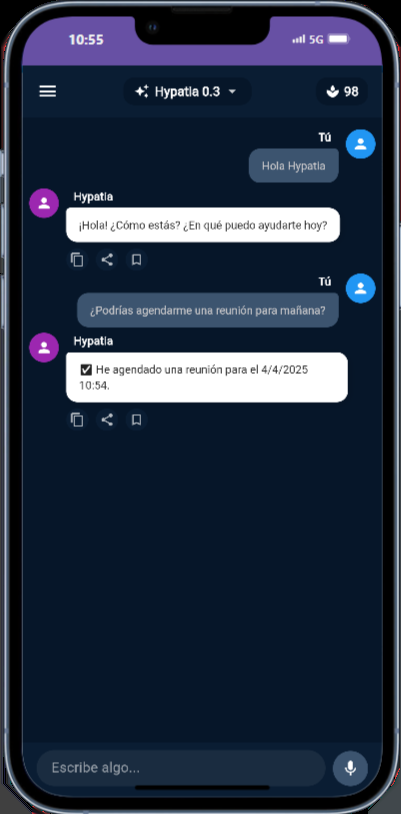 10:55
5G
Hypatia 0.3
98
Tú
Hola Hypatia
Hypatia
¡Hola! ¿Cómo estás? ¿En qué puedo ayudarte hoy?
Tú
¿Podrías agendarme una reunión para mañana?
Hypatia
☑ He agendado una reunión para el 4/4/2025
10:54.
Escribe algo...